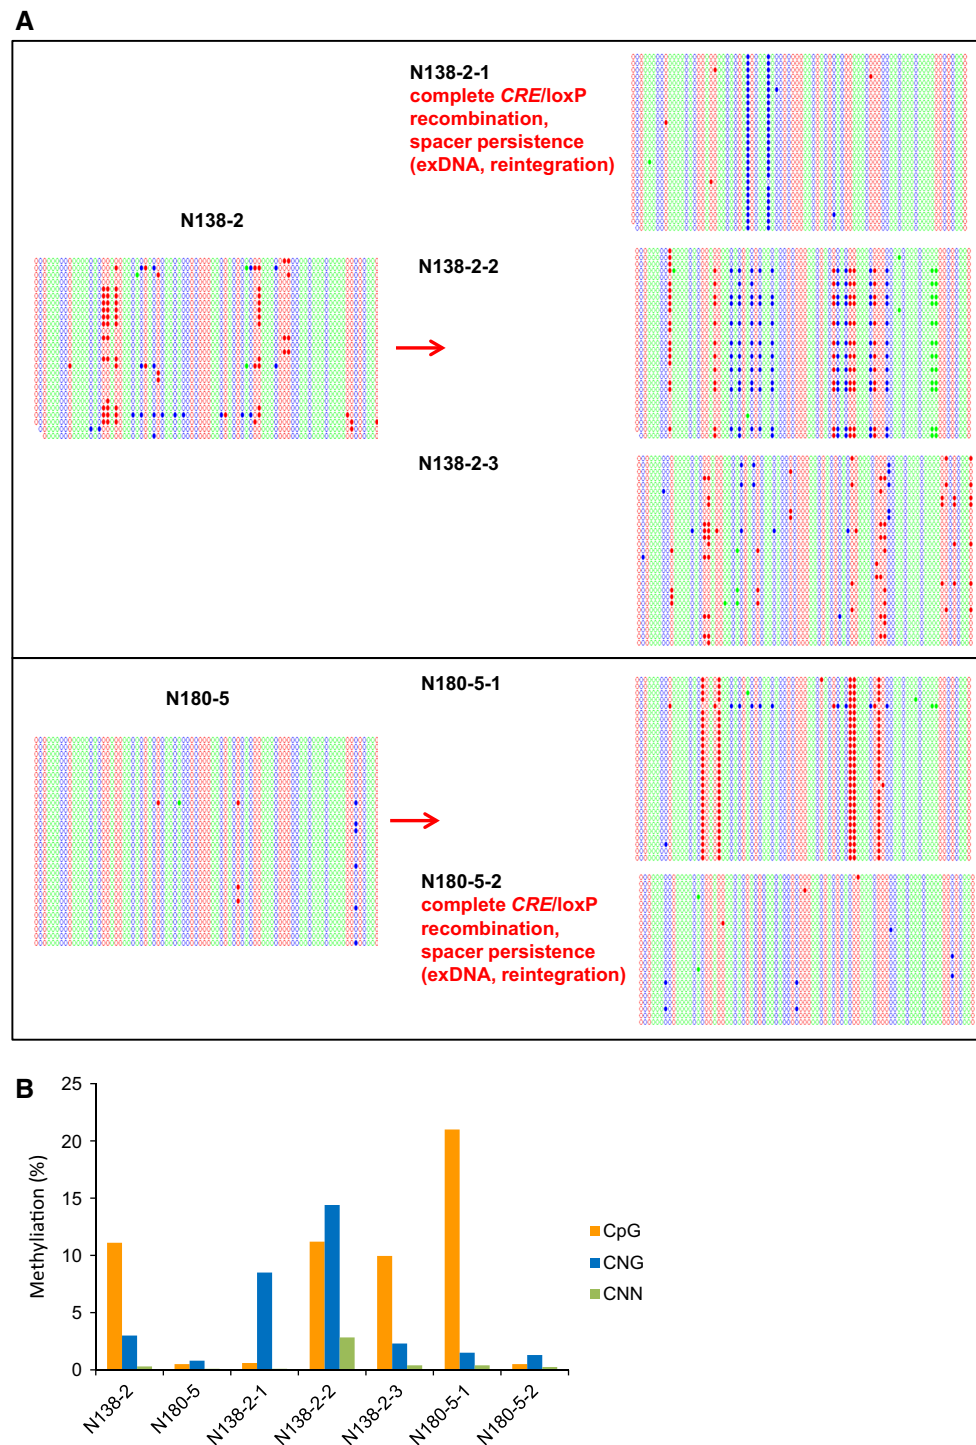 A
N138-2-1
complete CRE/loxP
recombination,
spacer persistence
(exDNA, reintegration)
N138-2
N138-2-2
N138-2-3
N180-5-1
N180-5
N180-5-2
complete CRE/loxP
recombination,
spacer persistence
(exDNA, reintegration)
B
Methyliation (%)
25
20
15
10
5
0
N138-2
N180-5
N138-2-1
N138-2-2
N138-2-3
N180-5-1
N180-5-2
CpG
CNG
CNN